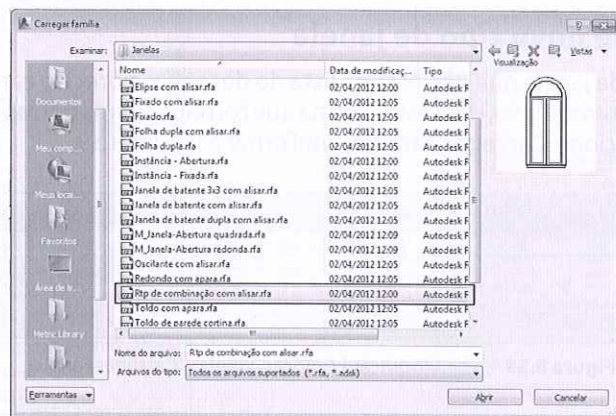 Carregar família
Examinar: Janelas Vistas
Visualização
Nome Data de modificaç... Tipo
Elipse com alisar.rfa 02/04/2012 12:00 Autodesk F
Fixado com alisar.rfa 02/04/2012 12:05 Autodesk F
Fixado.rfa 02/04/2012 12:05 Autodesk F
Folha dupla com alisar.rfa 02/04/2012 12:05 Autodesk F
Folha dupla.rfa 02/04/2012 12:05 Autodesk F
Instância - Abertura.rfa 02/04/2012 12:00 Autodesk F
Instância - Fixada.rfa 02/04/2012 12:00 Autodesk F
Janela de batente 3x3 com alisar.rfa 02/04/2012 12:05 Autodesk F
Janela de batente com alisar.rfa 02/04/2012 12:05 Autodesk F
Janela de batente dupla com alisar.rfa 02/04/2012 12:05 Autodesk F
M_Janela-Abertura quadrada.rfa 02/04/2012 12:09 Autodesk F
M_Janela-Abertura redonda.rfa 02/04/2012 12:09 Autodesk F
Oscilante com alisar.rfa 02/04/2012 12:05 Autodesk F
Redondo com apara.rfa 02/04/2012 12:05 Autodesk F
Rtp de combinação com alisar.rfa 02/04/2012 12:00 Autodesk F
Toldo com apara.rfa 02/04/2012 12:05 Autodesk F
Toldo de parede cortina.rfa 02/04/2012 12:05 Autodesk F
Documentos
Meu comp...
Meus locai...
Favoritos
Área de tr...
Metric Library
Nome do arquivo: Rtp de combinação com alisar.rfa
Arquivos do tipo: Todos os arquivos suportados (*.rfa, *.adsk)
Ferramentas Abrir Cancelar